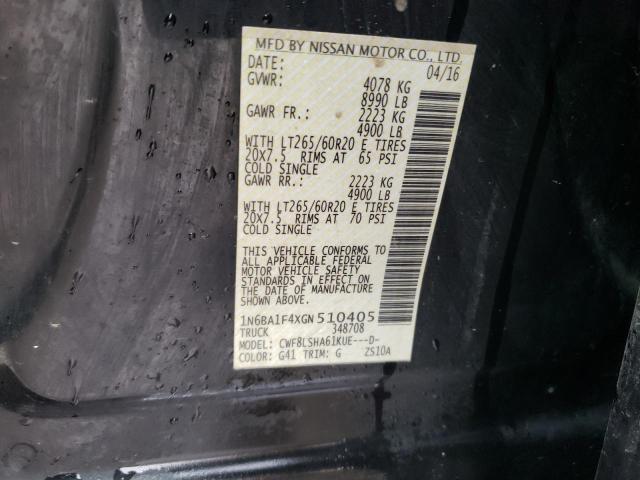 MFD BY NISSAN MOTOR CO., LTD.
DATE: 04/16
GVWR: 4078 KG
8990 LB
GAWR FR.: 2223 KG
4900 LB
WITH LT265/60R20 E TIRES
20X7.5 RIMS AT 65 PSI
COLD SINGLE
GAWR RR.: 2223 KG
4900 LB
WITH LT265/60R20 E TIRES
20X7.5 RIMS AT 70 PSI
COLD SINGLE
THIS VEHICLE CONFORMS TO
ALL APPLICABLE FEDERAL
MOTOR VEHICLE SAFETY
STANDARDS IN EFFECT ON
THE DATE OF MANUFACTURE
SHOWN ABOVE.
1N6BA1F4XGN510405
TRUCK 348708
MODEL: CWF8LSHA61KUE---D-
COLOR: G41 TRIM: G ZS10A